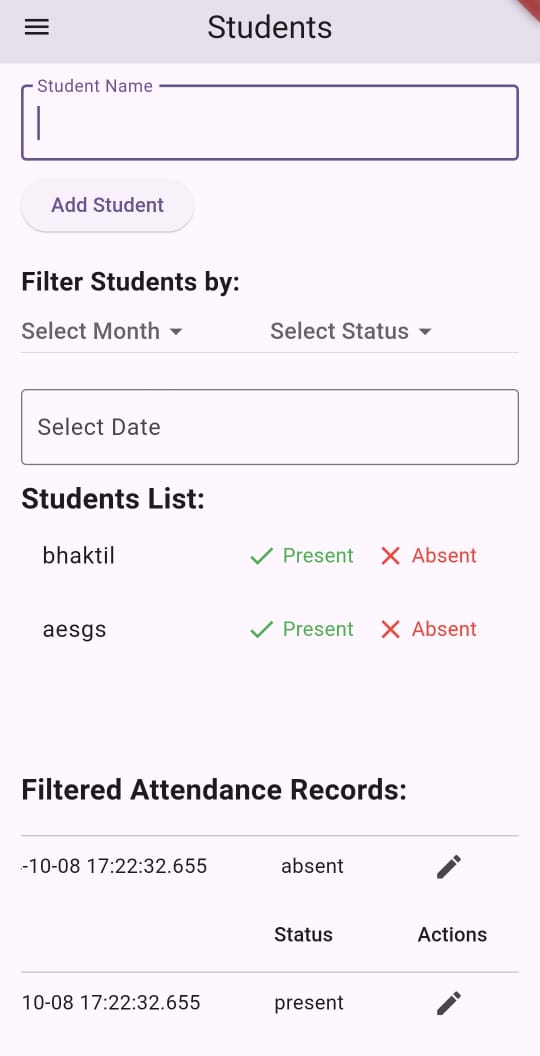 Students
Student Name
Add Student
Filter Students by:
Select Month Select Status
Select Date
Students List:
bhaktil Present Absent
aesgs Present Absent
Filtered Attendance Records:
-10-08 17:22:32.655 absent
Status Actions
10-08 17:22:32.655 present